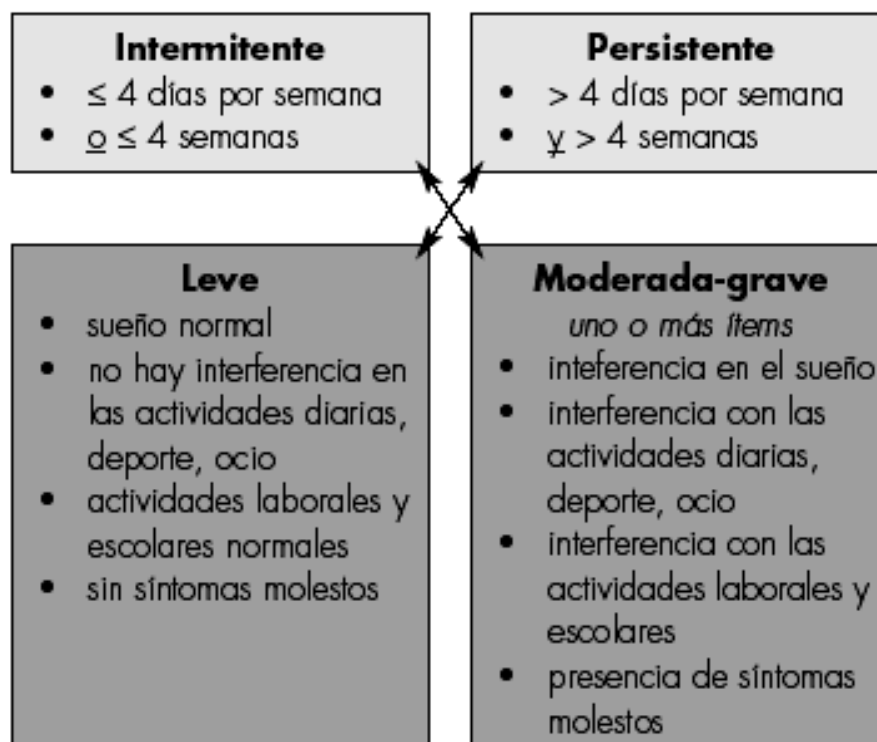 Intermitente
• ≤ 4 días por semana
• o ≤ 4 semanas
Persistente
• > 4 días por semana
• y > 4 semanas
Leve
• sueño normal
• no hay interferencia en
las actividades diarias,
deporte, ocio
• actividades laborales y
escolares normales
• sin síntomas molestos
Moderada-grave
uno o más ítems
• inteferencia en el sueño
• interferencia con las
actividades diarias,
deporte, ocio
• interferencia con las
actividades laborales y
escolares
• presencia de síntomas
molestos